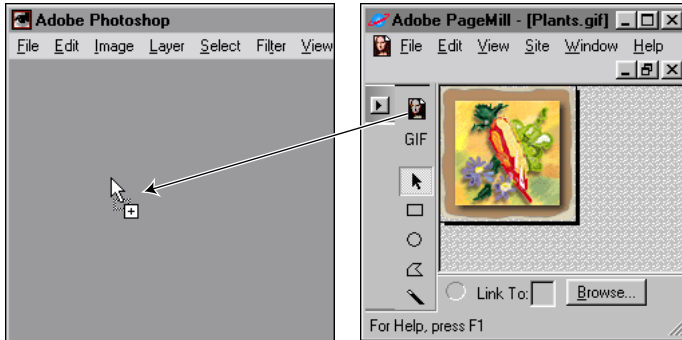 Adobe Photoshop
File Edit Image Layer Select Filter View
Adobe PageMill - [Plants.gif]
File Edit View Site Window Help
GIF
Link To: Browse...
For Help, press F1